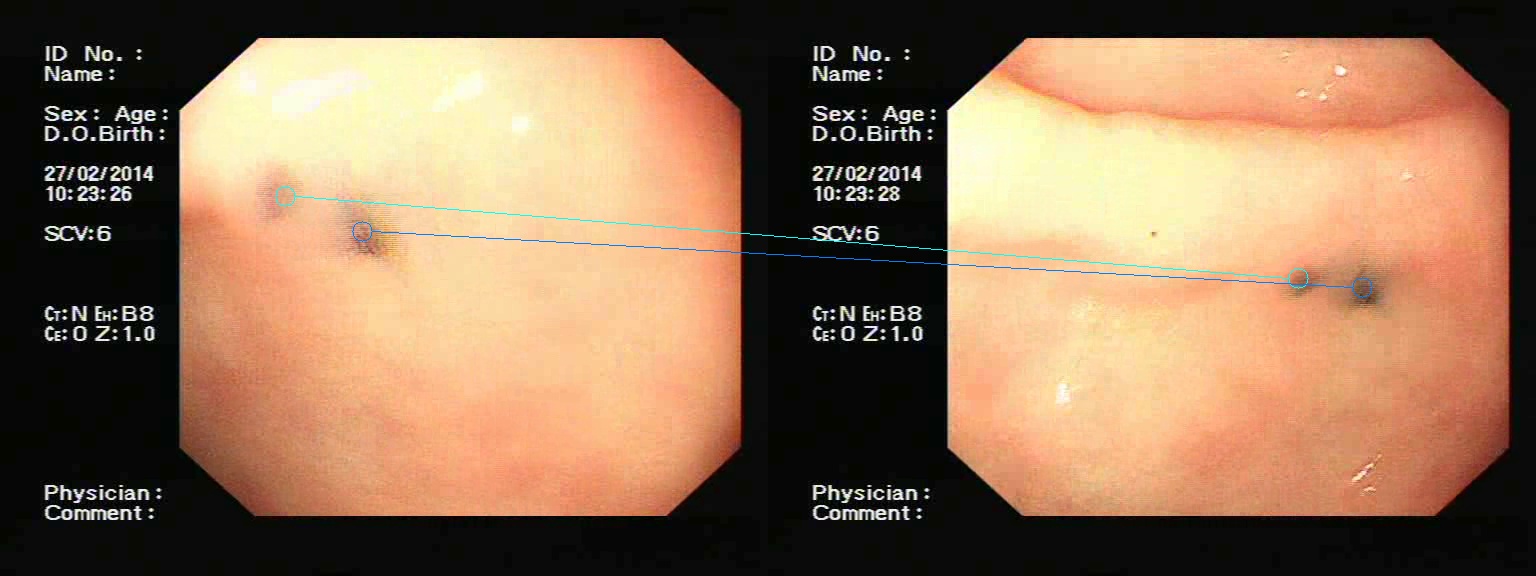 ID No. :
Name :
Sex: Age:
D.O.Birth:
27/02/2014
10:23:26
SCV:6
CT:N EH:B8
CE:0 Z:1.0
Physician:
Comment:
ID No. :
Name :
Sex: Age:
D.O.Birth:
27/02/2014
10:23:28
SCV:6
CT:N EH:B8
CE:0 Z:1.0
Physician:
Comment: